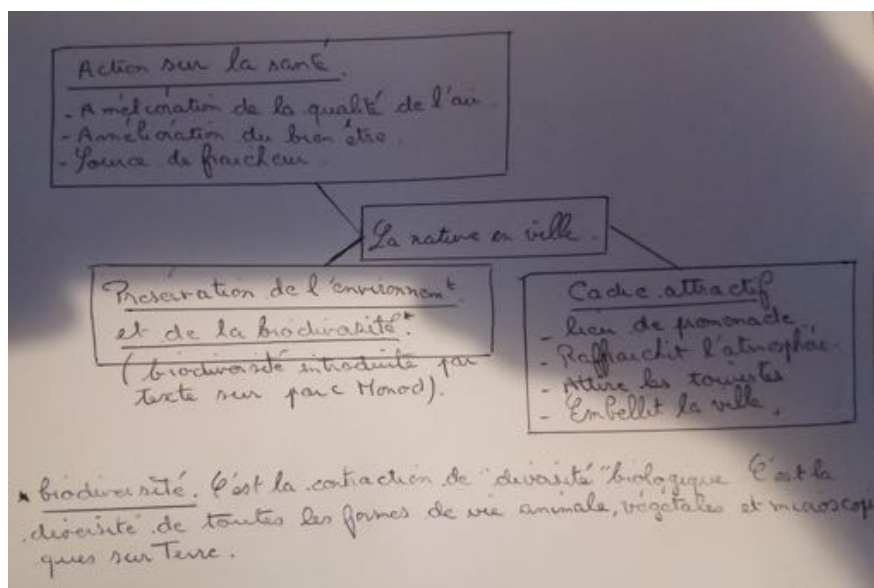 Action sur la santé.
- Amélioration de la qualité de l'air.
- Amélioration du bien être.
- Source de fraicheur.
La nature en ville.
Préservation de l'environnemt
et de la biodiversité*.
(biodiversité introduite par
texte sur parc Monod).
Cadre attractif
- lieu de promenade
- Raffraichit l'atmosphère.
- Attire les touristes
- Embellit la ville.
* biodiversité. C'est la contraction de "diversité" biologique C'est la
diversité de toutes les formes de vie animale, végétales et microscopi
ques sur Terre.